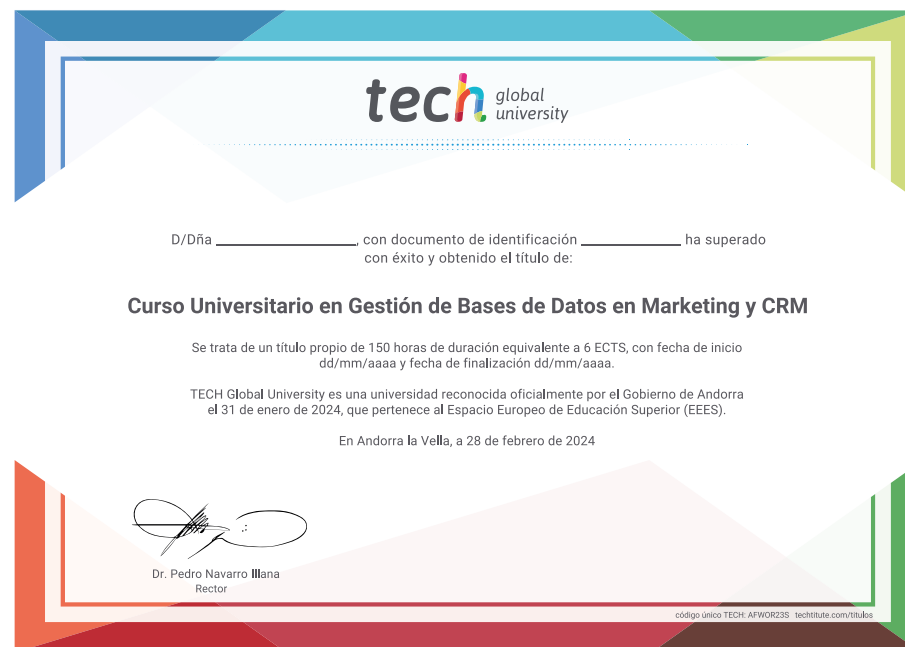 tech global university
D/Dña ____________________, con documento de identificación ______________ ha superado
con éxito y obtenido el título de:
Curso Universitario en Gestión de Bases de Datos en Marketing y CRM
Se trata de un título propio de 150 horas de duración equivalente a 6 ECTS, con fecha de inicio
dd/mm/aaaa y fecha de finalización dd/mm/aaaa.
TECH Global University es una universidad reconocida oficialmente por el Gobierno de Andorra
el 31 de enero de 2024, que pertenece al Espacio Europeo de Educación Superior (EEES).
En Andorra la Vella, a 28 de febrero de 2024
Dr. Pedro Navarro Illana
Rector
código único TECH: AFWOR23S techtitute.com/titulos